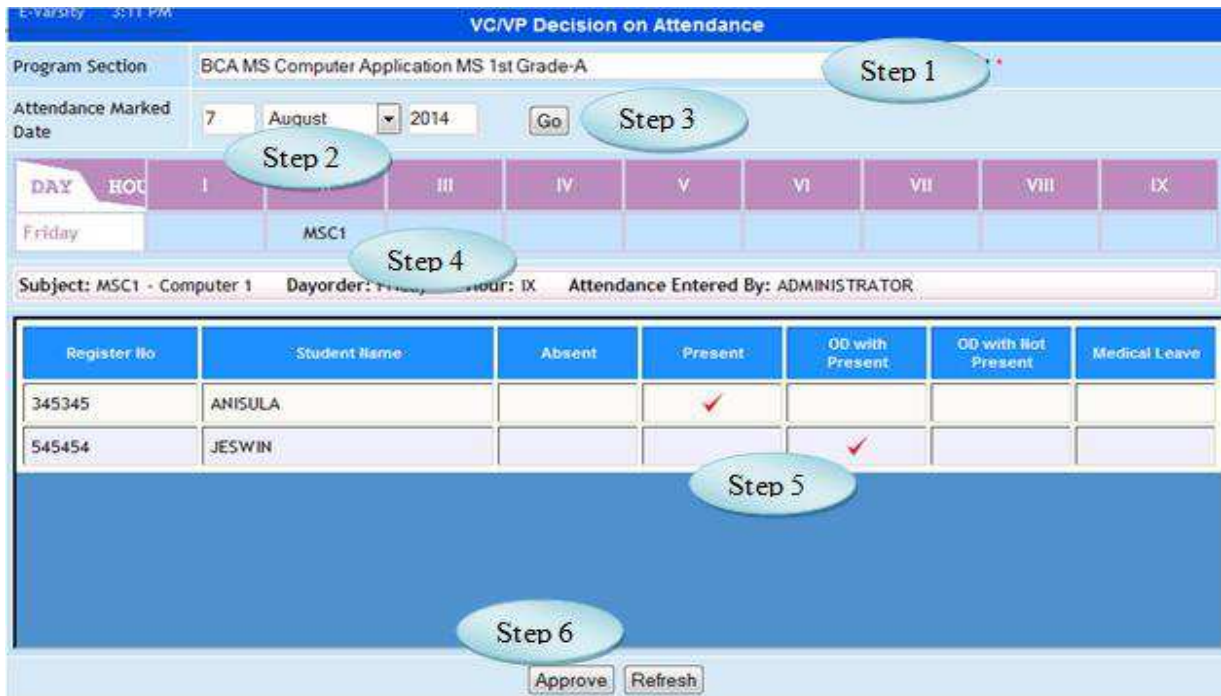 E-Varsity 3:11 PM
VC/VP Decision on Attendance
Program Section BCA MS Computer Application MS 1st Grade-A Step 1 *
Attendance Marked Date 7 August 2014 Go Step 3
Step 2
DAY HOU I III IV V VI VII VIII IX
Friday MSC1
Step 4
Subject: MSC1 - Computer 1 Dayorder: Hour: IX Attendance Entered By: ADMINISTRATOR
Register No Student Name Absent Present OD with Present OD with Not Present Medical Leave
345345 ANISULA
545454 JESWIN
Step 5
Step 6
Approve Refresh